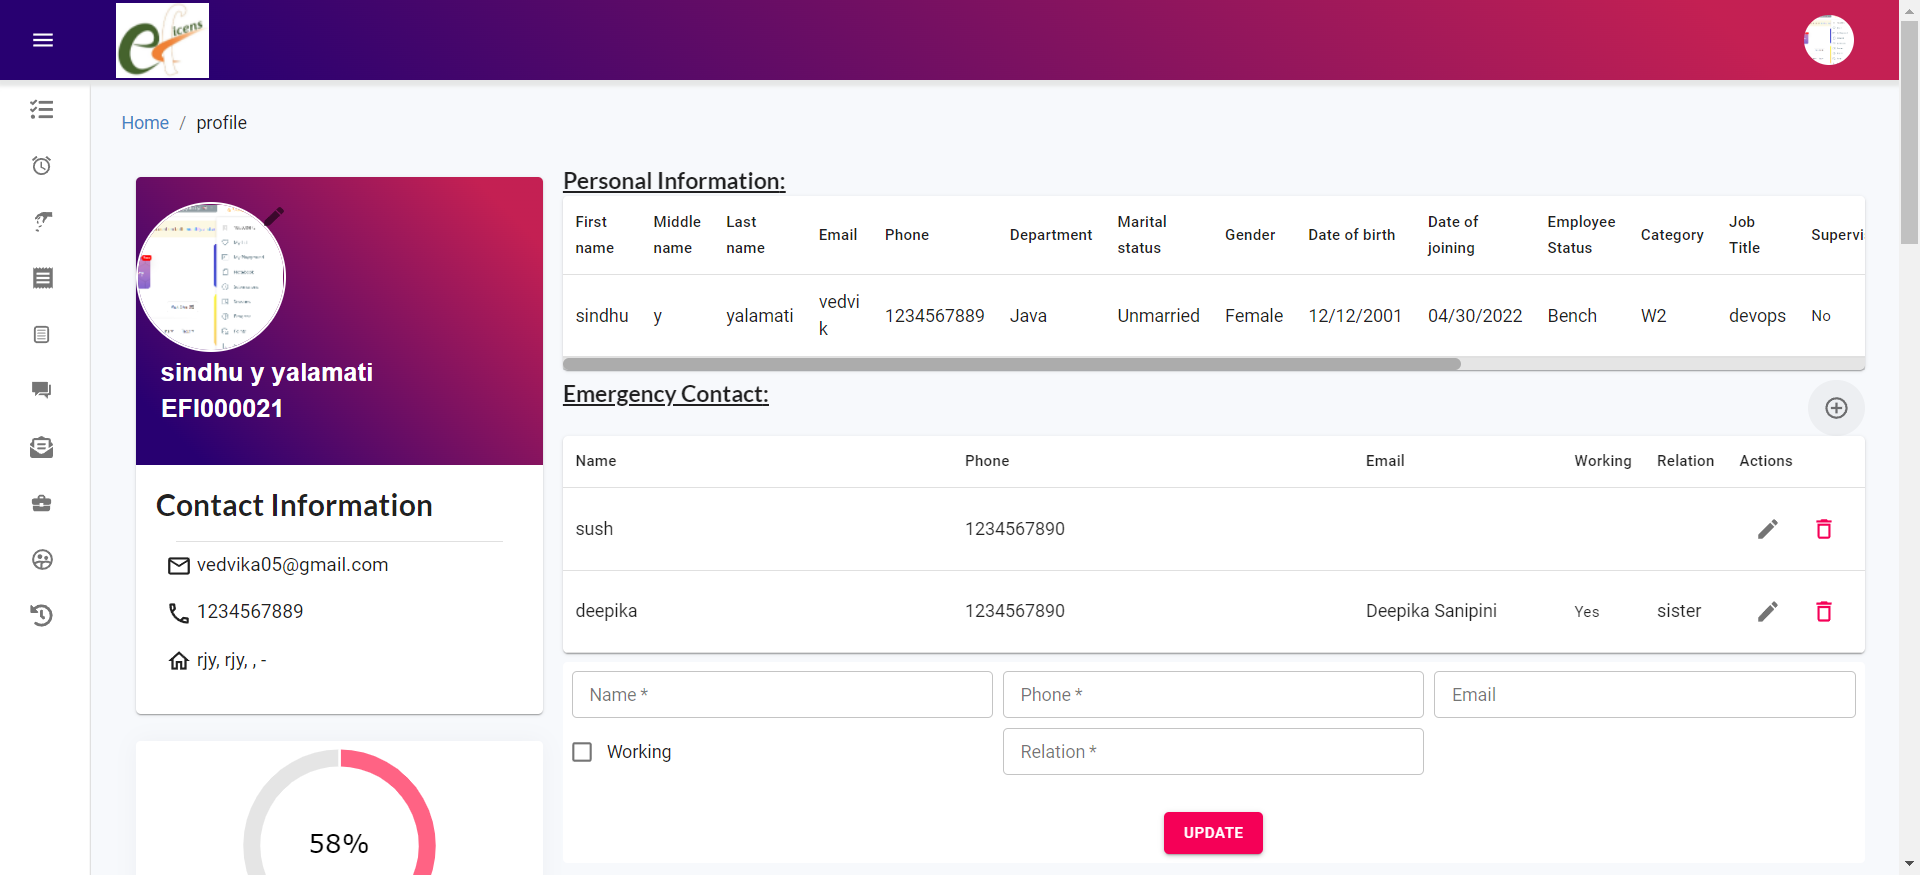 eficens
Home / profile
sindhu y yalamati
EFI000021
Contact Information
vedvika05@gmail.com
1234567889
rjy, rjy, , -
58%
Personal Information:
First name Middle name Last name Email Phone Department Marital status Gender Date of birth Date of joining Employee Status Category Job Title Supervi
sindhu y yalamati vedvik 1234567889 Java Unmarried Female 12/12/2001 04/30/2022 Bench W2 devops No
Emergency Contact:
Name Phone Email Working Relation Actions
sush 1234567890
deepika 1234567890 Deepika Sanipini Yes sister
Name * Phone * Email
Working Relation *
UPDATE